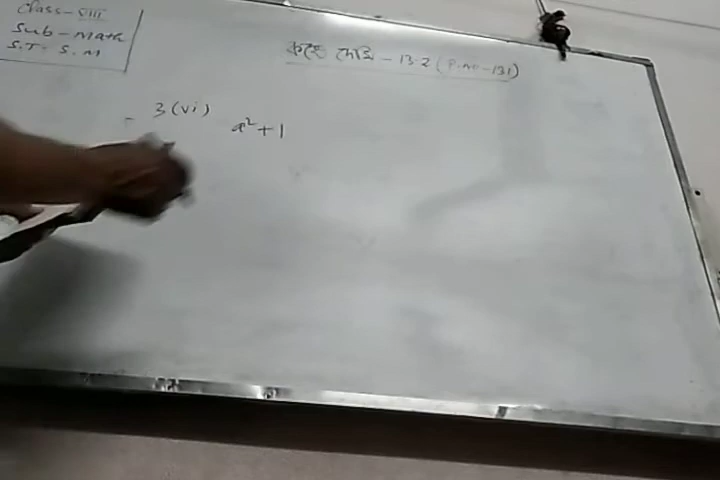 Class-VIII
Sub-Math
S.T- S.M
কষে দেখি - 13.2 (P.no-131)
3(vi) a²+1